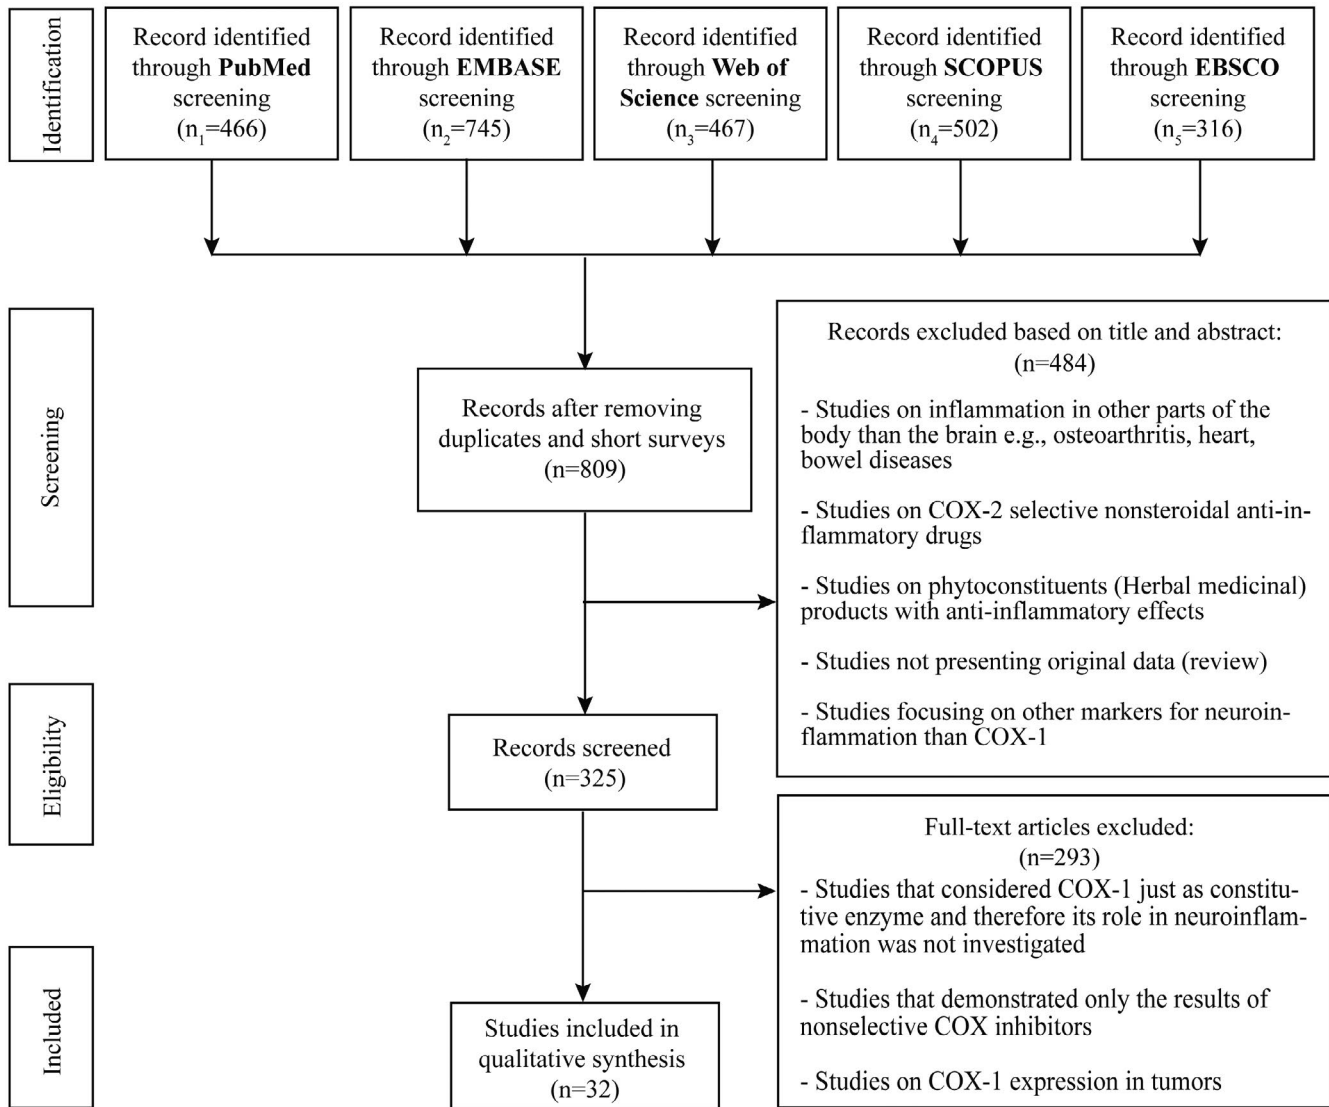 Identification
Record identified
through PubMed
screening
(n₁=466)
Record identified
through EMBASE
screening
(n₂=745)
Record identified
through Web of
Science screening
(n₃=467)
Record identified
through SCOPUS
screening
(n₄=502)
Record identified
through EBSCO
screening
(n₅=316)
Screening
Records after removing
duplicates and short surveys
(n=809)
Records excluded based on title and abstract:
(n=484)
- Studies on inflammation in other parts of the
body than the brain e.g., osteoarthritis, heart,
bowel diseases
- Studies on COX-2 selective nonsteroidal anti-in-
flammatory drugs
- Studies on phytoconstituents (Herbal medicinal)
products with anti-inflammatory effects
- Studies not presenting original data (review)
- Studies focusing on other markers for neuroin-
flammation than COX-1
Eligibility
Records screened
(n=325)
Full-text articles excluded:
(n=293)
- Studies that considered COX-1 just as constitu-
tive enzyme and therefore its role in neuroinflam-
mation was not investigated
- Studies that demonstrated only the results of
nonselective COX inhibitors
- Studies on COX-1 expression in tumors
Included
Studies included in
qualitative synthesis
(n=32)